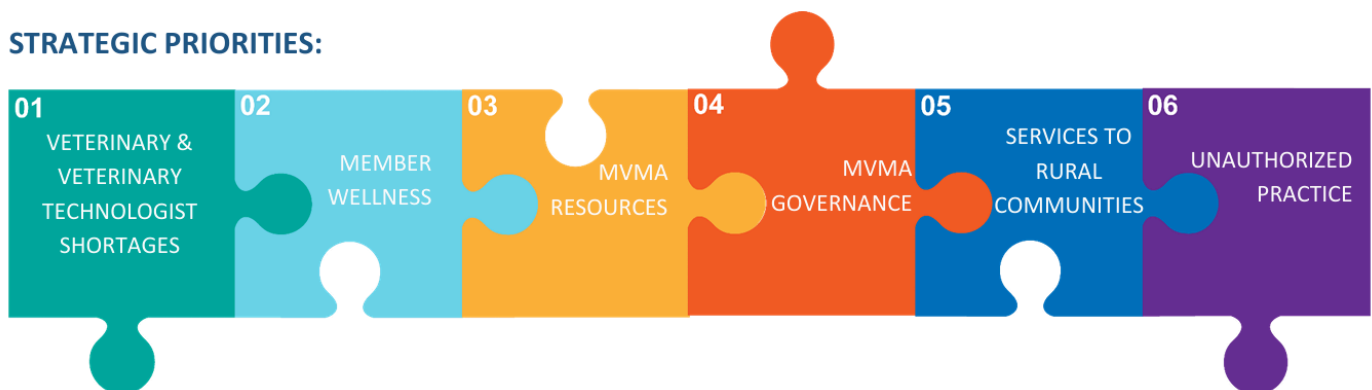 STRATEGIC PRIORITIES:
01
VETERINARY &
VETERINARY
TECHNOLOGIST
SHORTAGES
02
MEMBER
WELLNESS
03
MVMA
RESOURCES
04
MVMA
GOVERNANCE
05
SERVICES TO
RURAL
COMMUNITIES
06
UNAUTHORIZED
PRACTICE